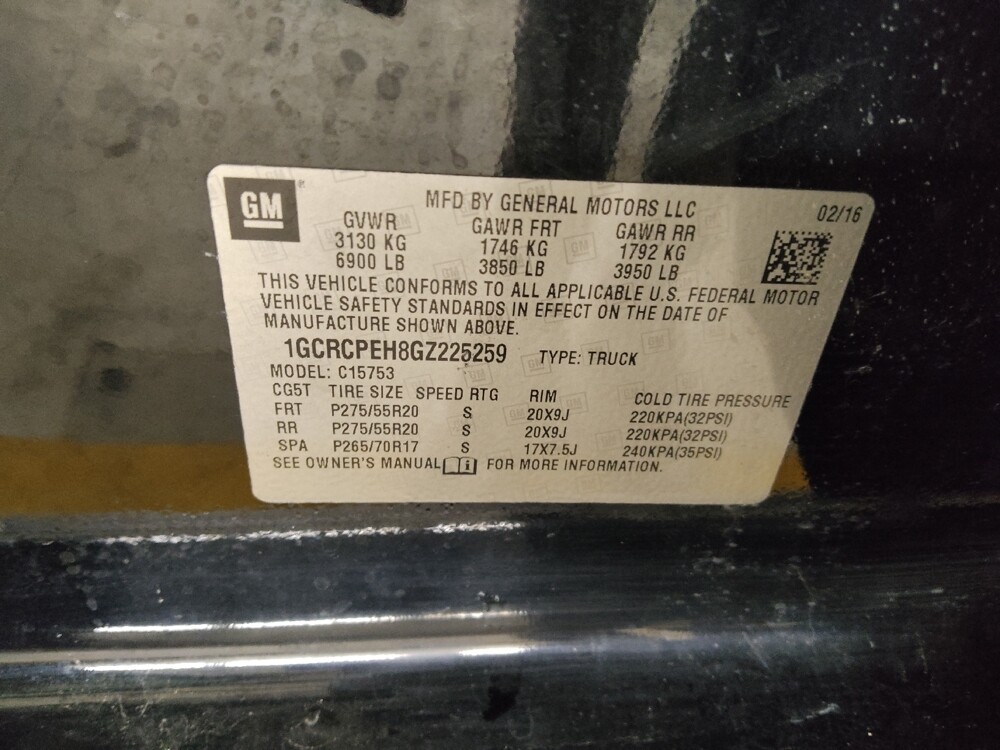 GM
MFD BY GENERAL MOTORS LLC 02/16
GVWR GAWR FRT GAWR RR
3130 KG 1746 KG 1792 KG
6900 LB 3850 LB 3950 LB
THIS VEHICLE CONFORMS TO ALL APPLICABLE U.S. FEDERAL MOTOR
VEHICLE SAFETY STANDARDS IN EFFECT ON THE DATE OF
MANUFACTURE SHOWN ABOVE.
1GCRCPEH8GZ225259 TYPE: TRUCK
MODEL: C15753
CG5T TIRE SIZE SPEED RTG RIM COLD TIRE PRESSURE
FRT P275/55R20 S 20X9J 220KPA(32PSI)
RR P275/55R20 S 20X9J 220KPA(32PSI)
SPA P265/70R17 S 17X7.5J 240KPA(35PSI)
SEE OWNER'S MANUAL i FOR MORE INFORMATION.